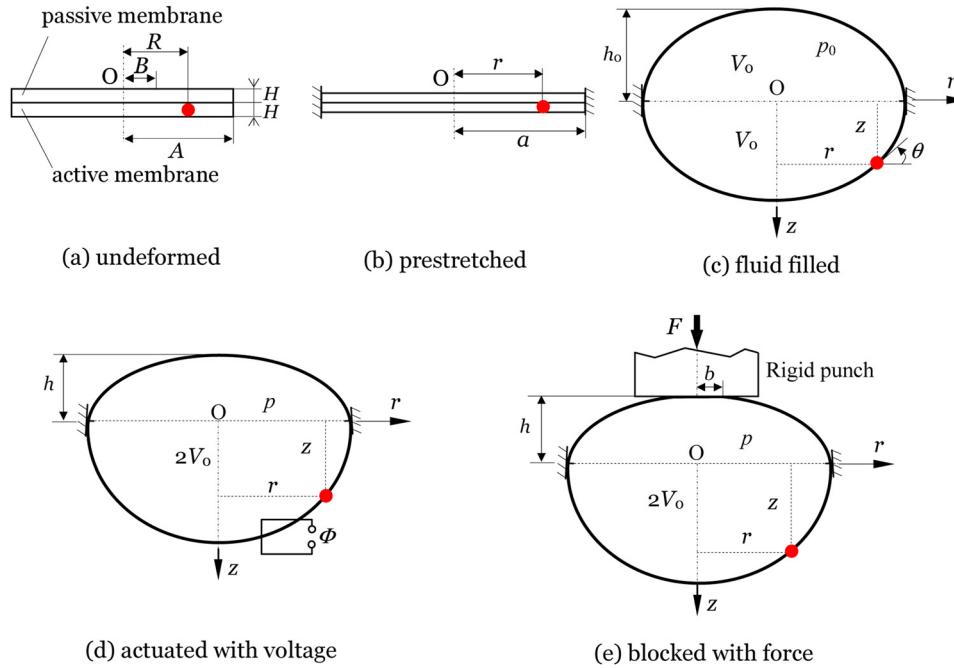 passive membrane
R
O
B
H
H
A
active membrane
(a) undeformed
O
r
a
(b) prestretched
h₀
p₀
V₀
O
r
V₀
z
r
θ
z
(c) fluid filled
h
p
O
r
2V₀
z
r
Φ
z
(d) actuated with voltage
F
b
Rigid punch
h
p
O
r
2V₀
z
r
z
(e) blocked with force